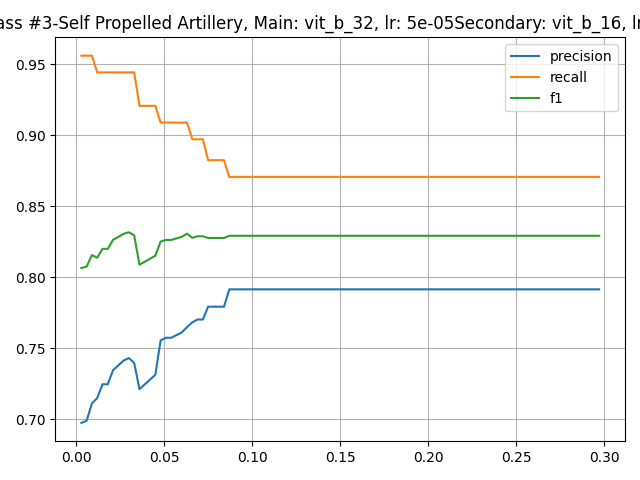 ass #3-Self Propelled Artillery, Main: vit_b_32, lr: 5e-05Secondary: vit_b_16, lr
precision
recall
f1
0.95
0.90
0.85
0.80
0.75
0.70
0.00 0.05 0.10 0.15 0.20 0.25 0.30